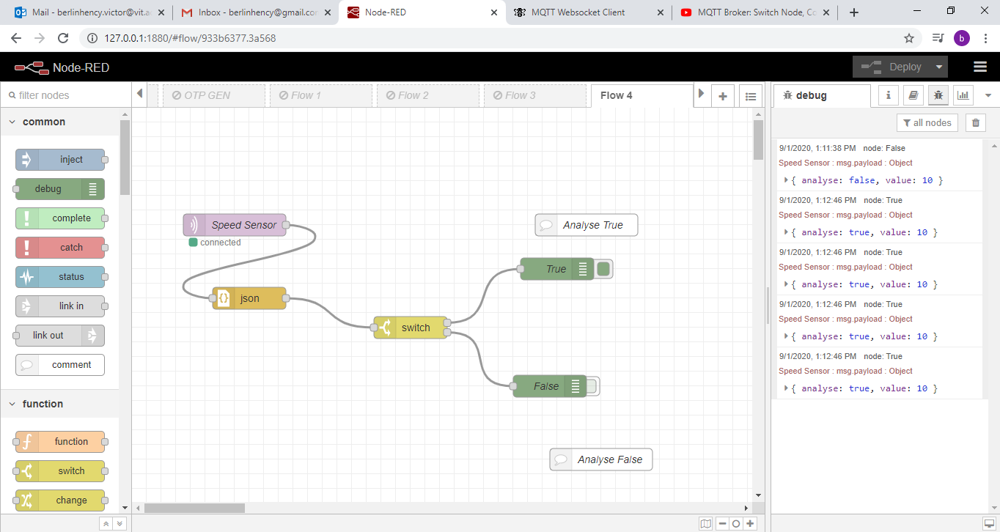 Mail - berlinhency.victor@vit.a
Inbox - berlinhency@gmail.co
Node-RED
MQTT Websocket Client
MQTT Broker: Switch Node, Co
127.0.0.1:1880/#flow/933b6377.3a568
b
Node-RED
Deploy
filter nodes
OTP GEN
Flow 1
Flow 2
Flow 3
Flow 4
debug
i
all nodes
common
inject
debug
complete
catch
status
link in
link out
comment
function
function
switch
change
Speed Sensor
connected
json
switch
Analyse True
True
False
Analyse False
9/1/2020, 1:11:38 PM node: False
Speed Sensor : msg.payload : Object
{ analyse: false, value: 10 }
9/1/2020, 1:12:46 PM node: True
Speed Sensor : msg.payload : Object
{ analyse: true, value: 10 }
9/1/2020, 1:12:46 PM node: True
Speed Sensor : msg.payload : Object
{ analyse: true, value: 10 }
9/1/2020, 1:12:46 PM node: True
Speed Sensor : msg.payload : Object
{ analyse: true, value: 10 }
9/1/2020, 1:12:46 PM node: True
Speed Sensor : msg.payload : Object
{ analyse: true, value: 10 }